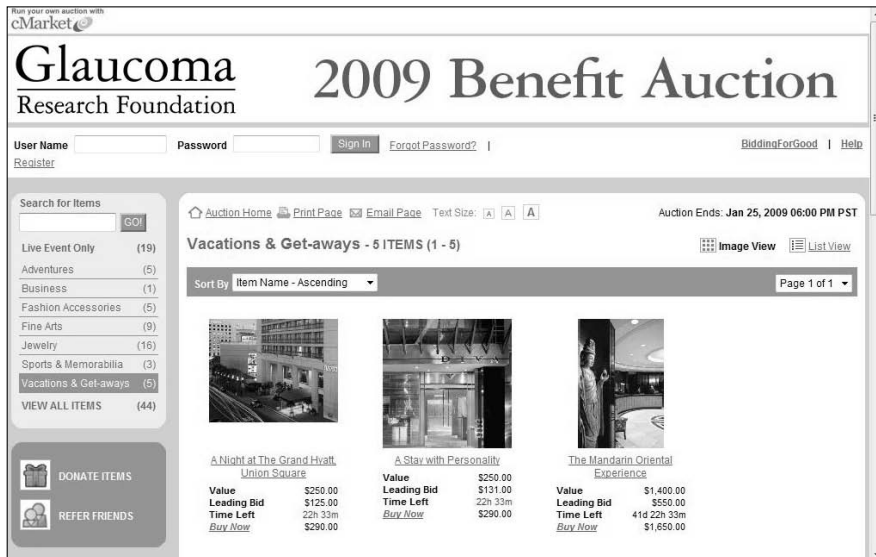 Run your own auction with
cMarket
Glaucoma
Research Foundation
2009 Benefit Auction
User Name
Password
Sign In
Forgot Password? |
BiddingForGood | Help
Register
Search for Items
GO!
Live Event Only (19)
Adventures (5)
Business (1)
Fashion Accessories (5)
Fine Arts (9)
Jewelry (16)
Sports & Memorabilia (3)
Vacations & Get-aways (5)
VIEW ALL ITEMS (44)
DONATE ITEMS
REFER FRIENDS
Auction Home Print Page Email Page Text Size: A A A
Auction Ends: Jan 25, 2009 06:00 PM PST
Vacations & Get-aways - 5 ITEMS (1 - 5)
Image View List View
Sort By Item Name - Ascending
Page 1 of 1
A Night at The Grand Hyatt,
Union Square
Value $250.00
Leading Bid $125.00
Time Left 22h 33m
Buy Now $290.00
DIVA
A Stay with Personality
Value $250.00
Leading Bid $131.00
Time Left 22h 33m
Buy Now $290.00
The Mandarin Oriental
Experience
Value $1,400.00
Leading Bid $550.00
Time Left 41d 22h 33m
Buy Now $1,650.00